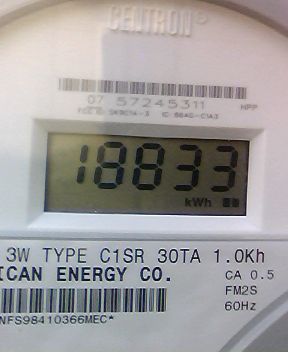 CENTRON®
07 57245311 HPP
18833
kWh
3W TYPE C1SR 30TA 1.0Kh
ICAN ENERGY CO. CA 0.5
FM2S
60Hz
NFS98410366MEC*